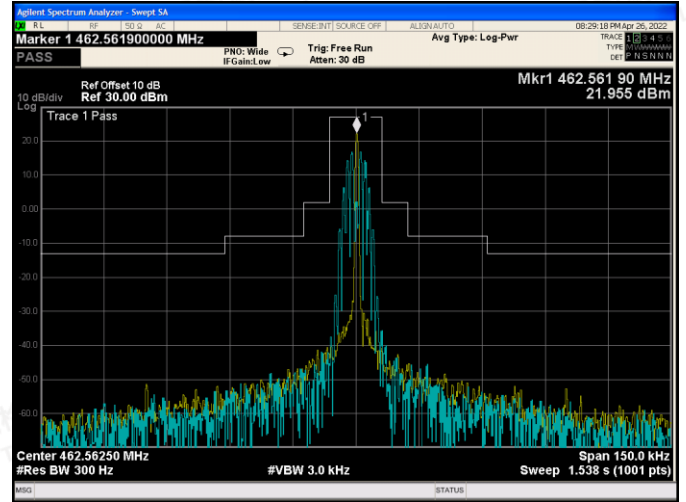 Agilent Spectrum Analyzer - Swept SA
RL RF 50 Ω AC SENSE:INT SOURCE OFF ALIGN AUTO 08:29:18 PM Apr 26, 2022
Marker 1 462.561900000 MHz
PASS
PNO: Wide
IFGain:Low
Trig: Free Run
Atten: 30 dB
Avg Type: Log-Pwr
TRACE 1 2 3 4 5 6
TYPE MWWWWW
DET P N S N N N
Ref Offset 10 dB
10 dB/div Ref 30.00 dBm
Mkr1 462.561 90 MHz
21.955 dBm
Log
Trace 1 Pass
1
20.0
10.0
0.00
-10.0
-20.0
-30.0
-40.0
-50.0
-60.0
Center 462.56250 MHz Span 150.0 kHz
#Res BW 300 Hz #VBW 3.0 kHz Sweep 1.538 s (1001 pts)
MSG STATUS